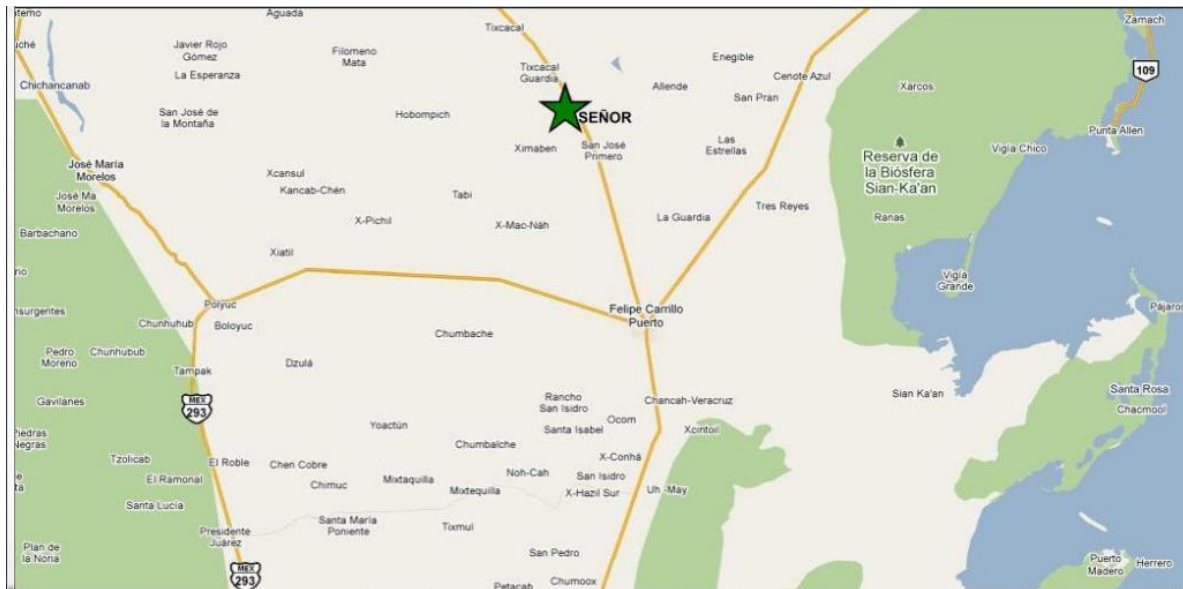 Aguada
Zamach
Tixcacal
Javier Rojo
Gómez
Filomeno
Mata
Enegible
109
Tixcacal
Guardia
Cenote Azul
La Esperanza
Chichancanab
Allende
Xarcos
San Pran
San José de
la Montaña
Hobompich
SEÑOR
Punta Allen
Las
Estrellas
Ximaben
San José
Primero
Vigía Chico
Reserva de
la Biósfera
Sian-Ka'an
José María
Morelos
Xcansul
Kancab-Chén
José Ma
Morelos
Tabi
Tres Reyes
X-Pichil
X-Mac-Náh
La Guardia
Ranas
Barbachano
Xiatil
Vigía
Grande
Polyuc
Pájaros
nsurgentes
Felipe Carrillo
Puerto
Chunhuhub
Boloyuc
Chumbache
Pedro
Moreno
Chunhubub
Dzulá
Tampak
Sian Ka'an
Santa Rosa
Gavilanes
MEX
293
Rancho
San Isidro
Chancah-Veracruz
Chacmool
Ocom
Yoactún
Santa Isabel
Xcintoil
Piedras
Negras
Chumbalche
Tzolicab
El Roble
Chen Cobre
X-Conhá
El Ramonal
Chimuc
Mixtaquilla
Noh-Cah
San Isidro
Mixtequilla
X-Hazil Sur
Uh -May
Santa Lucía
Santa María
Poniente
Presidente
Juárez
Tixmul
Plan de
la Noria
San Pedro
Puerto
Madero
Herrero
MEX
293
Petacab
Chumoox